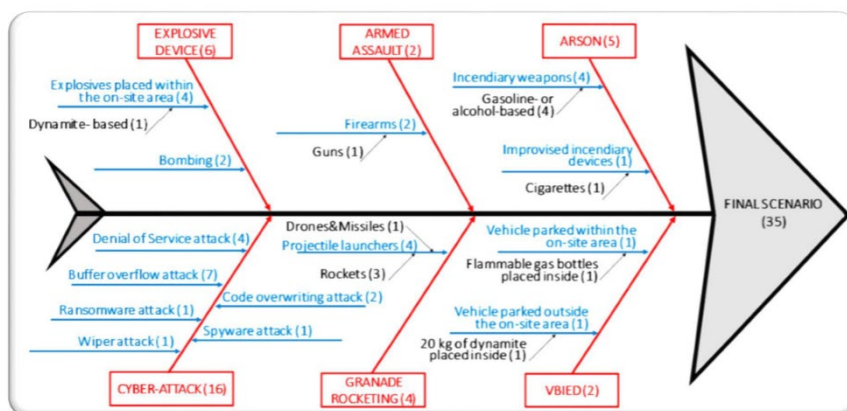 EXPLOSIVE
DEVICE (6)
ARMED
ASSAULT (2)
ARSON (5)
Explosives placed within
the on-site area (4)
Dynamite- based (1)
Bombing (2)
Firearms (2)
Guns (1)
Incendiary weapons (4)
Gasoline- or
alcohol-based (4)
Improvised incendiary
devices (1)
Cigarettes (1)
FINAL SCENARIO
(35)
Denial of Service attack (4)
Buffer overflow attack (7)
Code overwriting attack (2)
Ransomware attack (1)
Spyware attack (1)
Wiper attack (1)
Drones&Missiles (1)
Projectile launchers (4)
Rockets (3)
Vehicle parked within the
on-site area (1)
Flammable gas bottles
placed inside (1)
Vehicle parked outside
the on-site area (1)
20 kg of dynamite
placed inside (1)
CYBER-ATTACK (16)
GRANADE
ROCKETING (4)
VBIED (2)